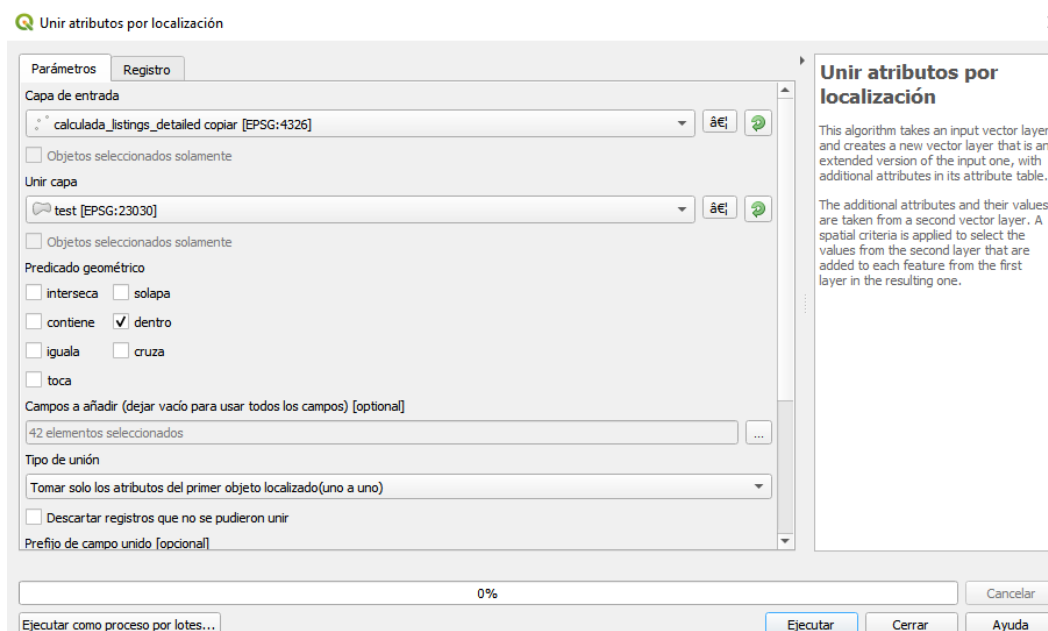 Unir atributos por localización
Parámetros
Registro
Capa de entrada
calculada_listings_detailed copiar [EPSG:4326]
â€¦
Objetos seleccionados solamente
Unir capa
test [EPSG:23030]
â€¦
Objetos seleccionados solamente
Predicado geométrico
interseca
solapa
contiene
dentro
iguala
cruza
toca
Campos a añadir (dejar vacío para usar todos los campos) [optional]
42 elementos seleccionados
...
Tipo de unión
Tomar solo los atributos del primer objeto localizado(uno a uno)
Descartar registros que no se pudieron unir
Prefijo de campo unido [opcional]
Unir atributos por
localización
This algorithm takes an input vector layer
and creates a new vector layer that is an
extended version of the input one, with
additional attributes in its attribute table.
The additional attributes and their values
are taken from a second vector layer. A
spatial criteria is applied to select the
values from the second layer that are
added to each feature from the first
layer in the resulting one.
0%
Cancelar
Ejecutar como proceso por lotes...
Ejecutar
Cerrar
Ayuda